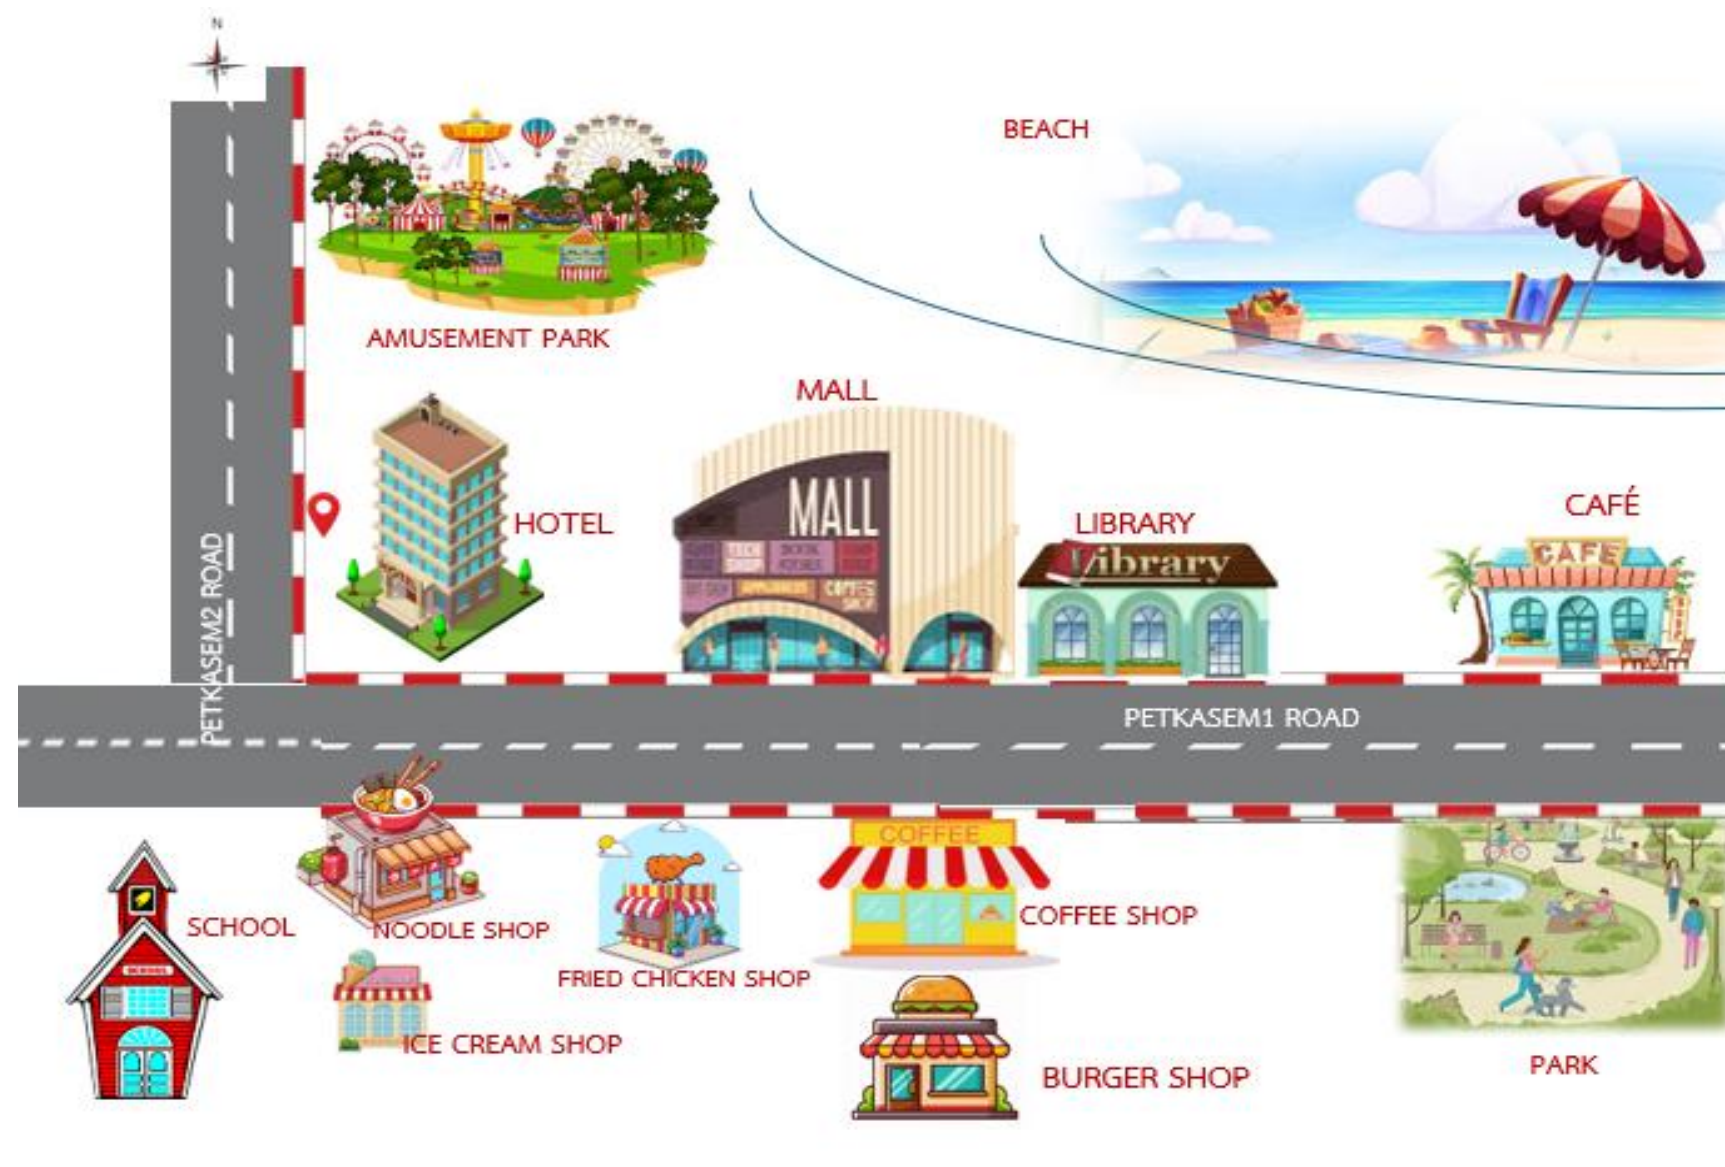 N
BEACH
AMUSEMENT PARK
MALL
MALL
HOTEL
LIBRARY
Library
CAFÉ
CAFE
PETKASEM2 ROAD
PETKASEM1 ROAD
COFFEE
SCHOOL
SCHOOL
NOODLE SHOP
COFFEE SHOP
FRIED CHICKEN SHOP
ICE CREAM SHOP
BURGER SHOP
PARK